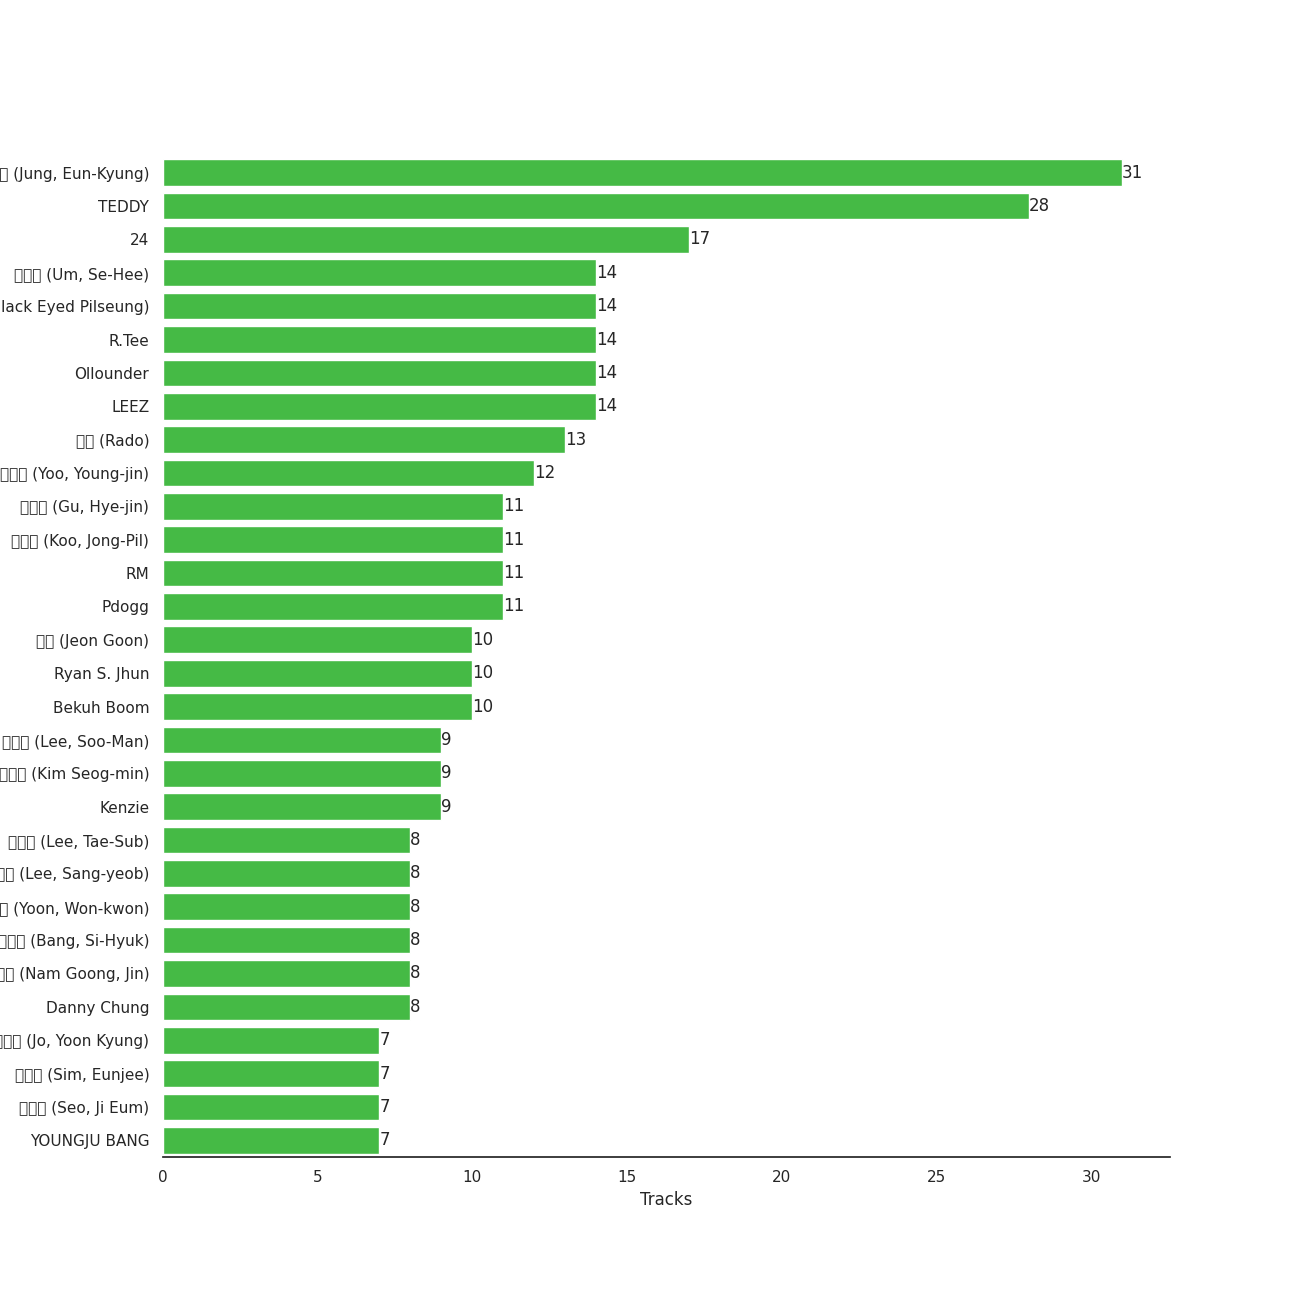 (Jung, Eun-Kyung) 31
TEDDY 28
24 17
(Um, Se-Hee) 14
lack Eyed Pilseung) 14
R.Tee 14
Ollounder 14
LEEZ 14
(Rado) 13
(Yoo, Young-jin) 12
(Gu, Hye-jin) 11
(Koo, Jong-Pil) 11
RM 11
Pdogg 11
(Jeon Goon) 10
Ryan S. Jhun 10
Bekuh Boom 10
(Lee, Soo-Man) 9
(Kim Seog-min) 9
Kenzie 9
(Lee, Tae-Sub) 8
(Lee, Sang-yeob) 8
(Yoon, Won-kwon) 8
(Bang, Si-Hyuk) 8
(Nam Goong, Jin) 8
Danny Chung 8
(Jo, Yoon Kyung) 7
(Sim, Eunjee) 7
(Seo, Ji Eum) 7
YOUNGJU BANG 7
0 5 10 15 20 25 30
Tracks